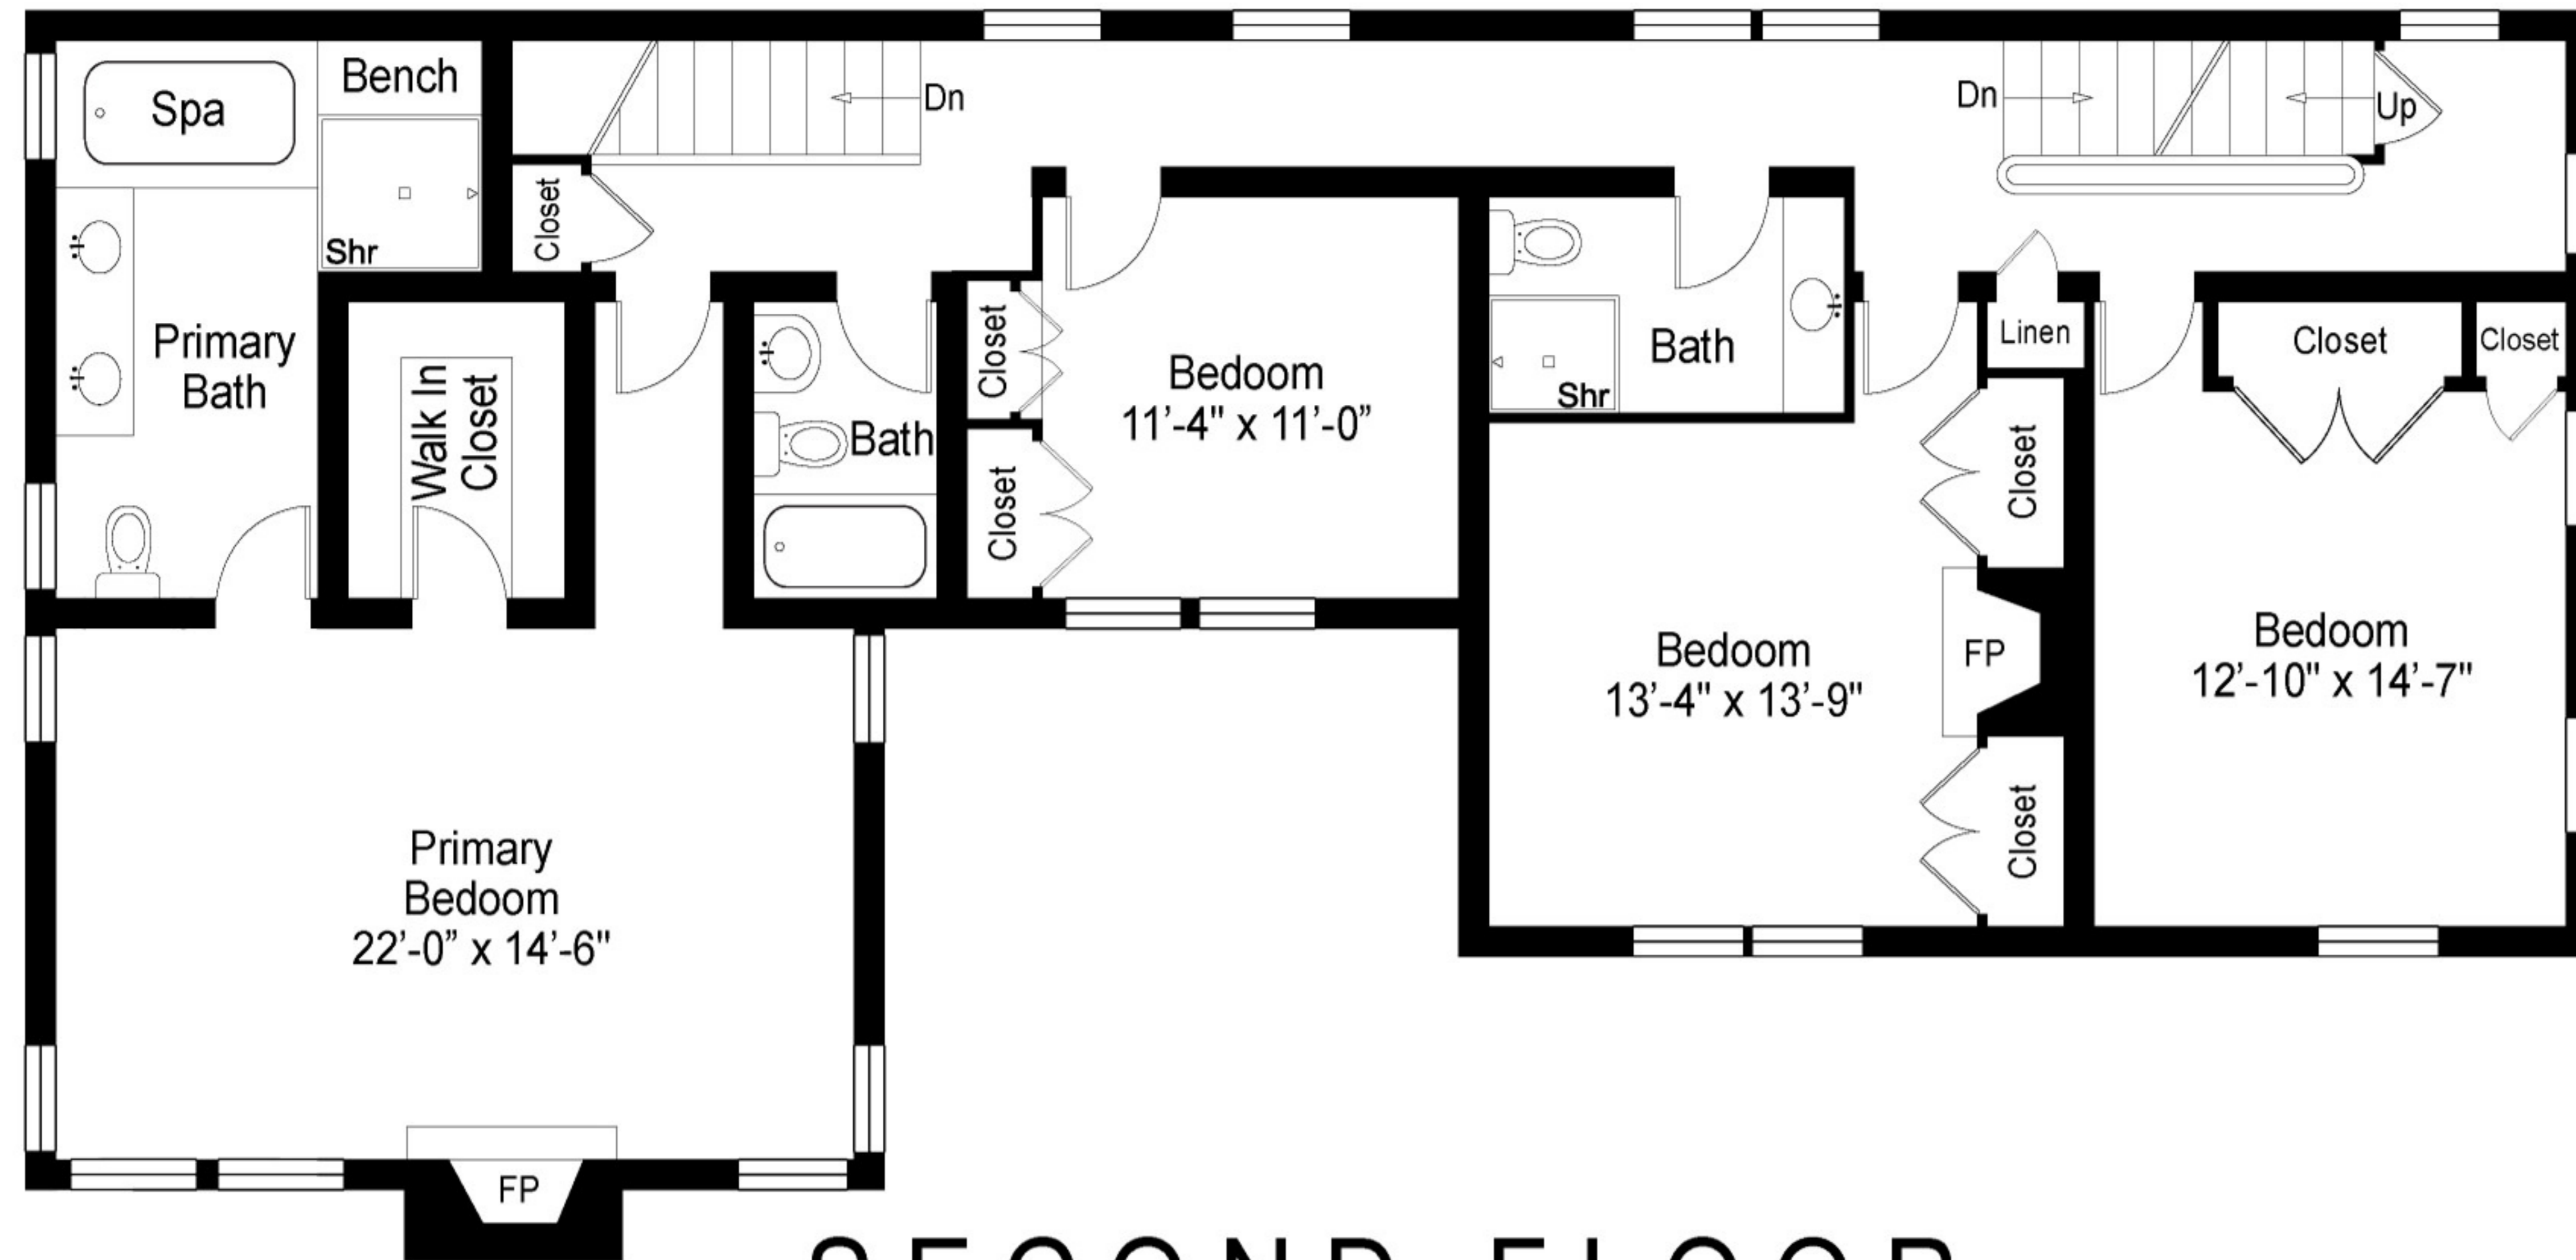 Spa
Bench
Shr
Primary
Bath
Walk In
Closet
Closet
Dn
Bath
Closet
Closet
Bedoom
11’-4" x 11’-0”
Bath
Shr
Dn
Up
Linen
Closet
Closet
Closet
FP
Closet
Bedoom
13’-4" x 13’-9"
Bedoom
12’-10" x 14’-7"
Primary
Bedoom
22’-0” x 14’-6"
FP
SECOND FLOOR